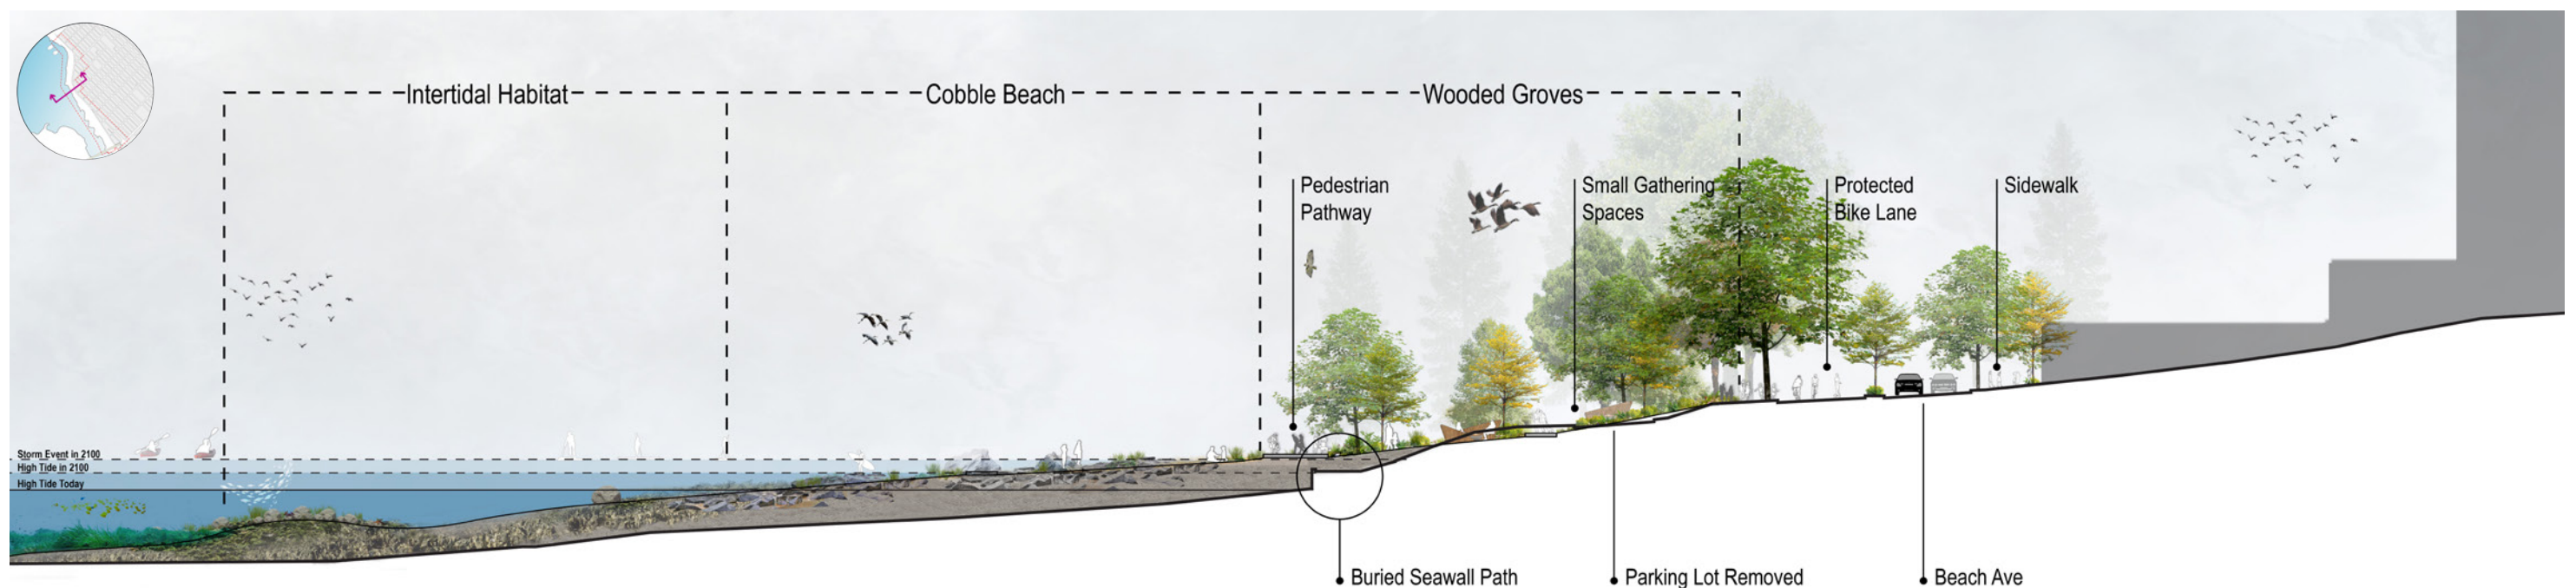 Intertidal Habitat
Cobble Beach
Wooded Groves
Pedestrian
Pathway
Small Gathering
Spaces
Protected
Bike Lane
Sidewalk
Storm Event in 2100
High Tide in 2100
High Tide Today
Buried Seawall Path
Parking Lot Removed
Beach Ave